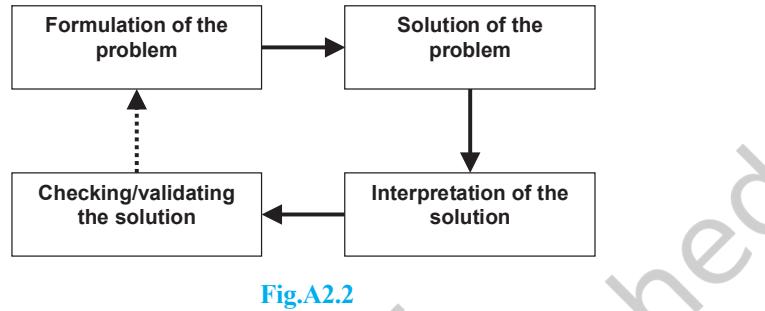 Formulation of the
problem
Solution of the
problem
Checking/validating
the solution
Interpretation of the
solution
Fig.A2.2
hed